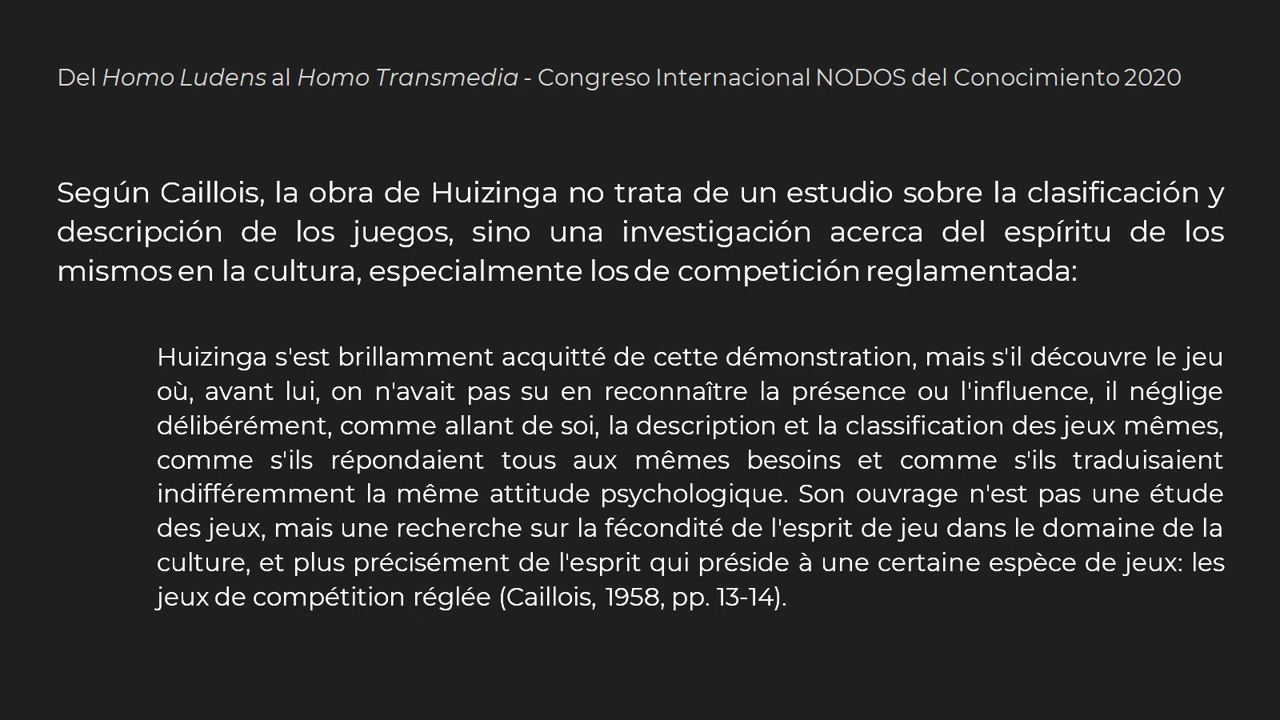 Del Homo Ludens al Homo Transmedia - Congreso Internacional NODOS del Conocimiento 2020
Según Caillois, la obra de Huizinga no trata de un estudio sobre la clasificación y
descripción de los juegos, sino una investigación acerca del espíritu de los
mismos en la cultura, especialmente los de competición reglamentada:
Huizinga s'est brillamment acquitté de cette démonstration, mais s'il découvre le jeu
où, avant lui, on n'avait pas su en reconnaître la présence ou l'influence, il néglige
délibérément, comme allant de soi, la description et la classification des jeux mêmes,
comme s'ils répondaient tous aux mêmes besoins et comme s'ils traduisaient
indifféremment la même attitude psychologique. Son ouvrage n'est pas une étude
des jeux, mais une recherche sur la fécondité de l'esprit de jeu dans le domaine de la
culture, et plus précisément de l'esprit qui préside à une certaine espèce de jeux: les
jeux de compétition réglée (Caillois, 1958, pp. 13-14).